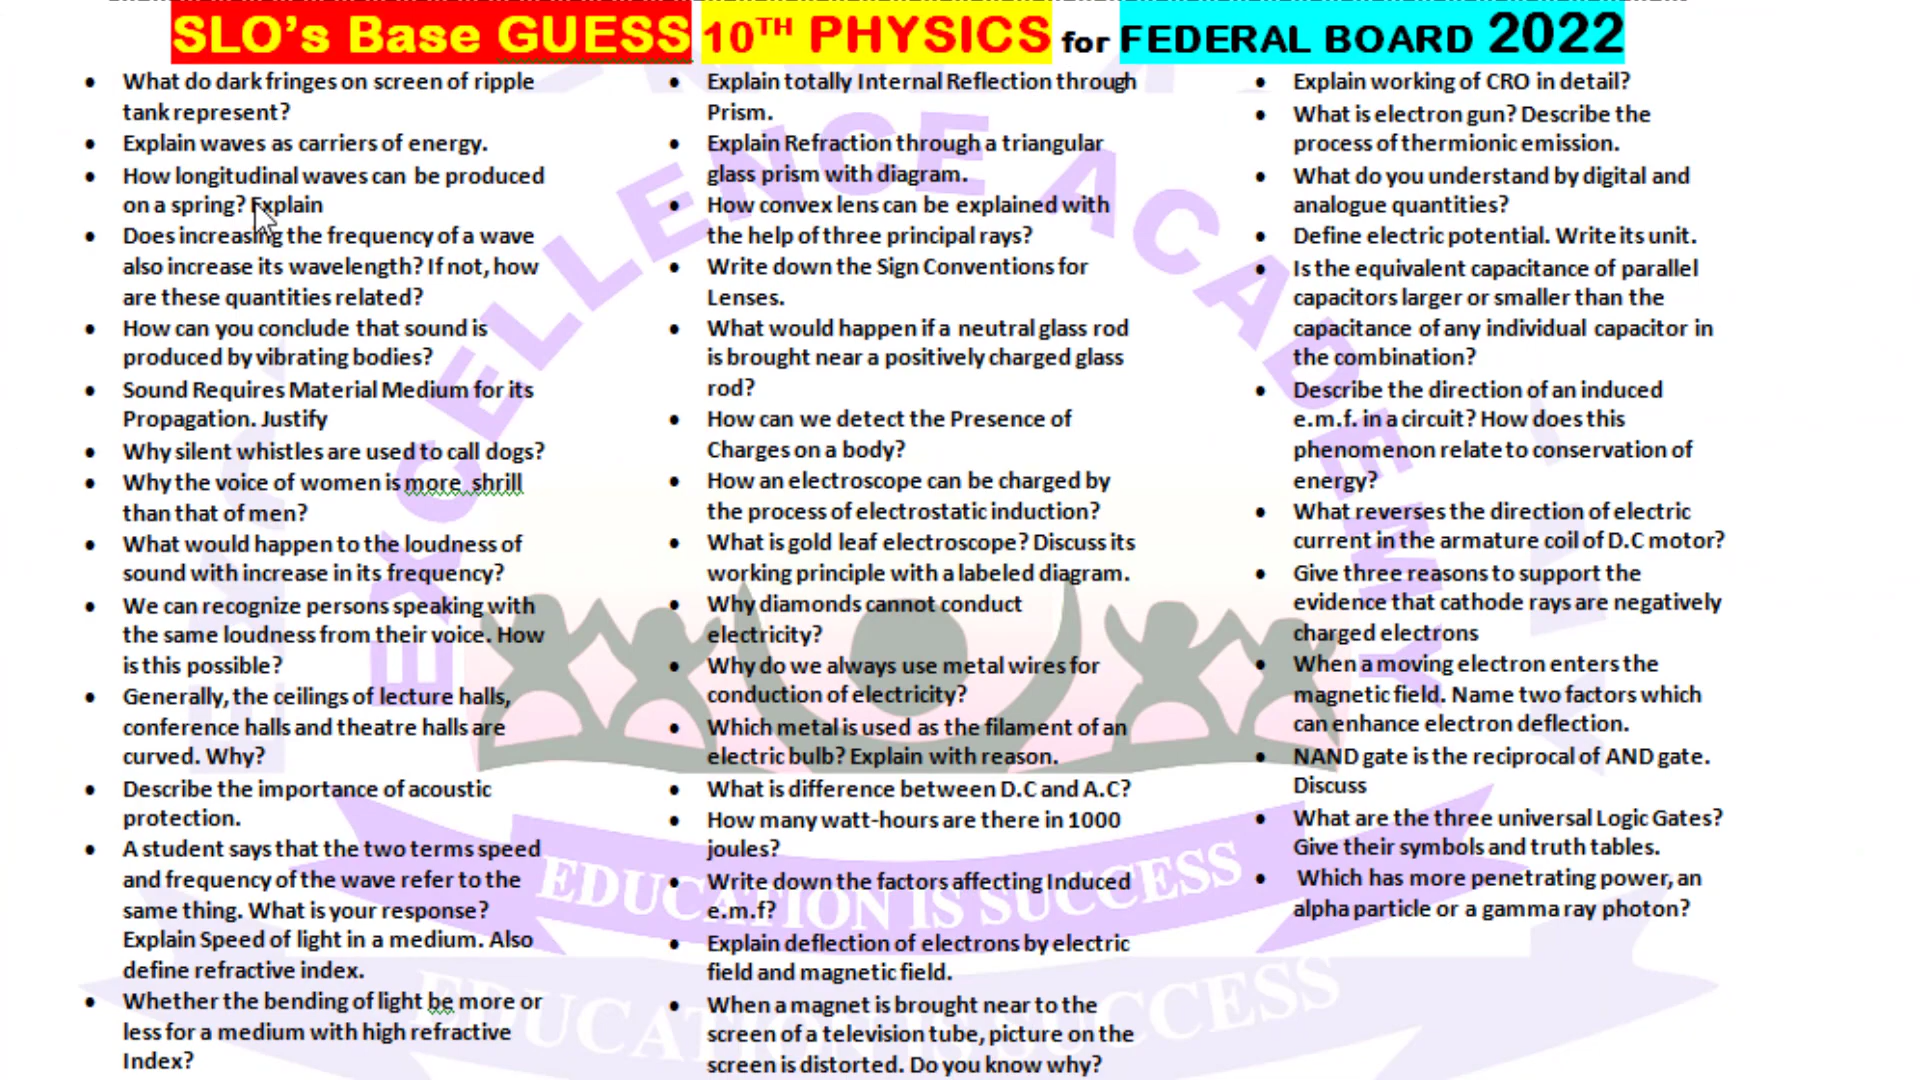 SLO’s Base GUESS 10TH PHYSICS for FEDERAL BOARD 2022
• What do dark fringes on screen of ripple
tank represent?
• Explain waves as carriers of energy.
• How longitudinal waves can be produced
on a spring? Explain
• Does increasing the frequency of a wave
also increase its wavelength? If not, how
are these quantities related?
• How can you conclude that sound is
produced by vibrating bodies?
• Sound Requires Material Medium for its
Propagation. Justify
• Why silent whistles are used to call dogs?
• Why the voice of women is more shrill
than that of men?
• What would happen to the loudness of
sound with increase in its frequency?
• We can recognize persons speaking with
the same loudness from their voice. How
is this possible?
• Generally, the ceilings of lecture halls,
conference halls and theatre halls are
curved. Why?
• Describe the importance of acoustic
protection.
• A student says that the two terms speed
and frequency of the wave refer to the
same thing. What is your response?
Explain Speed of light in a medium. Also
define refractive index.
• Whether the bending of light be more or
less for a medium with high refractive
Index?
• Explain totally Internal Reflection through
Prism.
• Explain Refraction through a triangular
glass prism with diagram.
• How convex lens can be explained with
the help of three principal rays?
• Write down the Sign Conventions for
Lenses.
• What would happen if a neutral glass rod
is brought near a positively charged glass
rod?
• How can we detect the Presence of
Charges on a body?
• How an electroscope can be charged by
the process of electrostatic induction?
• What is gold leaf electroscope? Discuss its
working principle with a labeled diagram.
• Why diamonds cannot conduct
electricity?
• Why do we always use metal wires for
conduction of electricity?
• Which metal is used as the filament of an
electric bulb? Explain with reason.
• What is difference between D.C and A.C?
• How many watt-hours are there in 1000
joules?
• Write down the factors affecting Induced
e.m.f?
• Explain deflection of electrons by electric
field and magnetic field.
• When a magnet is brought near to the
screen of a television tube, picture on the
screen is distorted. Do you know why?
• Explain working of CRO in detail?
• What is electron gun? Describe the
process of thermionic emission.
• What do you understand by digital and
analogue quantities?
• Define electric potential. Write its unit.
• Is the equivalent capacitance of parallel
capacitors larger or smaller than the
capacitance of any individual capacitor in
the combination?
• Describe the direction of an induced
e.m.f. in a circuit? How does this
phenomenon relate to conservation of
energy?
• What reverses the direction of electric
current in the armature coil of D.C motor?
• Give three reasons to support the
evidence that cathode rays are negatively
charged electrons
• When a moving electron enters the
magnetic field. Name two factors which
can enhance electron deflection.
• NAND gate is the reciprocal of AND gate.
Discuss
• What are the three universal Logic Gates?
Give their symbols and truth tables.
• Which has more penetrating power, an
alpha particle or a gamma ray photon?
EXCELLENCE ACADEMY
EDUCATION IS SUCCESS
EDUCATION IS SUCCESS